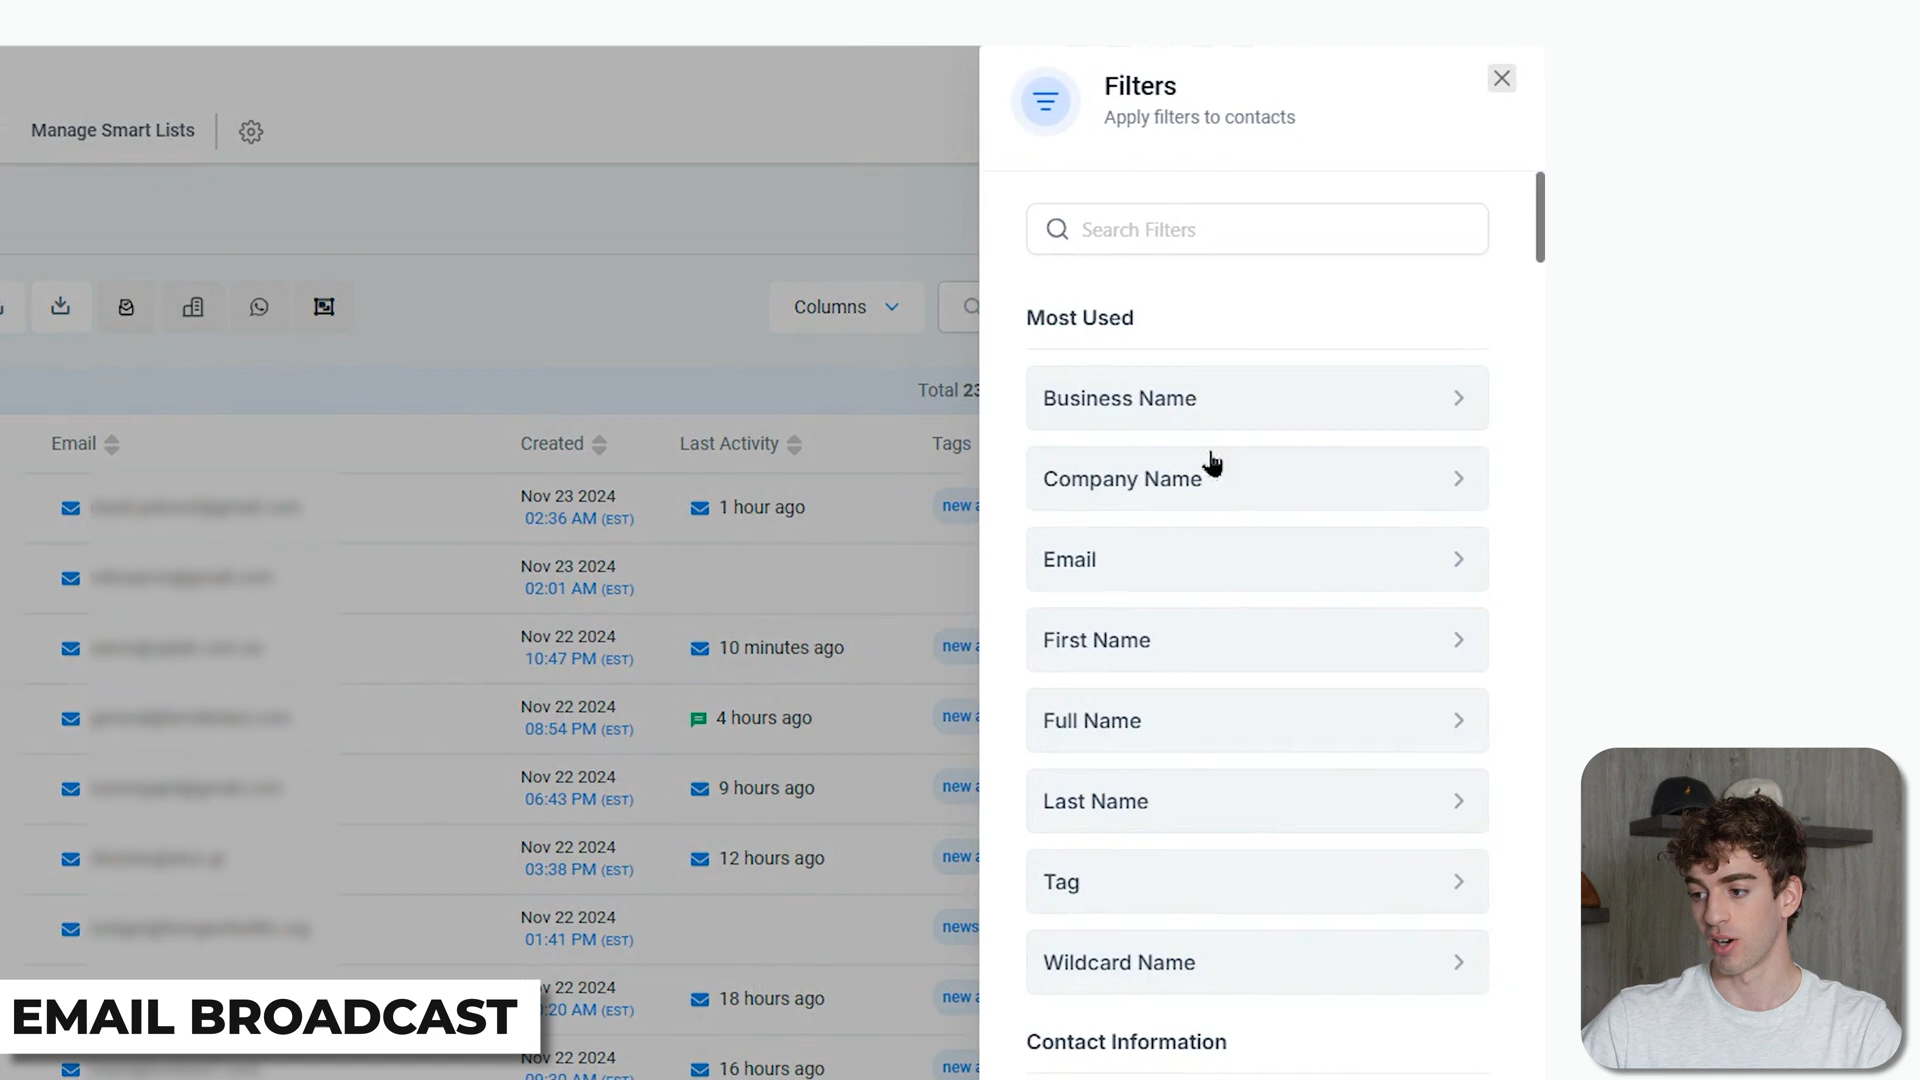 Filters
Apply filters to contacts
Manage Smart Lists
Search Filters
Columns
Most Used
Total 23
Business Name
Company Name
Email
First Name
Full Name
Last Name
Tag
Wildcard Name
Contact Information
Email Created Last Activity Tags
Nov 23 2024
02:36 AM (EST)
1 hour ago
new a
Nov 23 2024
02:01 AM (EST)
Nov 22 2024
10:47 PM (EST)
10 minutes ago
new a
Nov 22 2024
08:54 PM (EST)
4 hours ago
new a
Nov 22 2024
06:43 PM (EST)
9 hours ago
new a
Nov 22 2024
03:38 PM (EST)
12 hours ago
new a
Nov 22 2024
01:41 PM (EST)
news
v 22 2024
:20 AM (EST)
18 hours ago
new a
Nov 22 2024
16 hours ago
new a
EMAIL BROADCAST